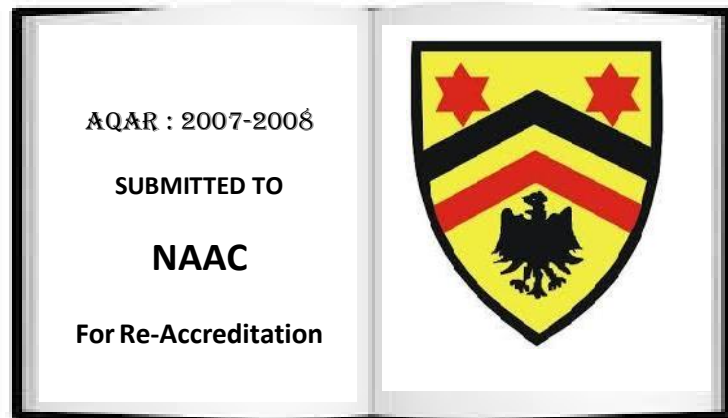 AQAR : 2007-2008
SUBMITTED TO
NAAC
For Re-Accreditation